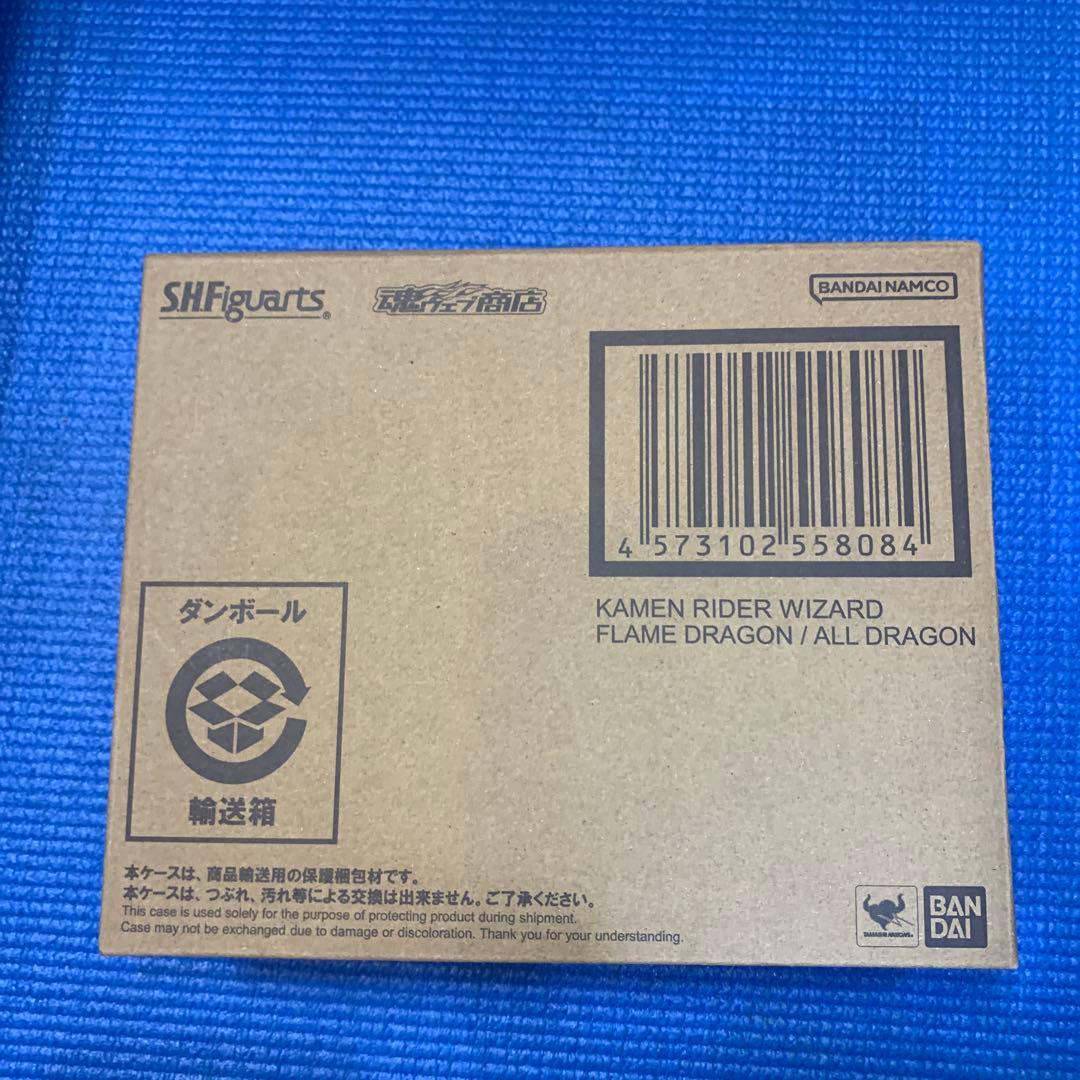 S.H.Figuarts®
魂ウェブ商店
BANDAI NAMCO
4 573102 558084
KAMEN RIDER WIZARD
FLAME DRAGON / ALL DRAGON
ダンボール
輸送箱
本ケースは、商品輸送用の保護梱包材です。
本ケースは、つぶれ、汚れ等による交換は出来ません。ご了承ください。
This case is used solely for the purpose of protecting product during shipment.
Case may not be exchanged due to damage or discoloration. Thank you for your understanding.
TAMASHII NATIONS
BAN
DAI